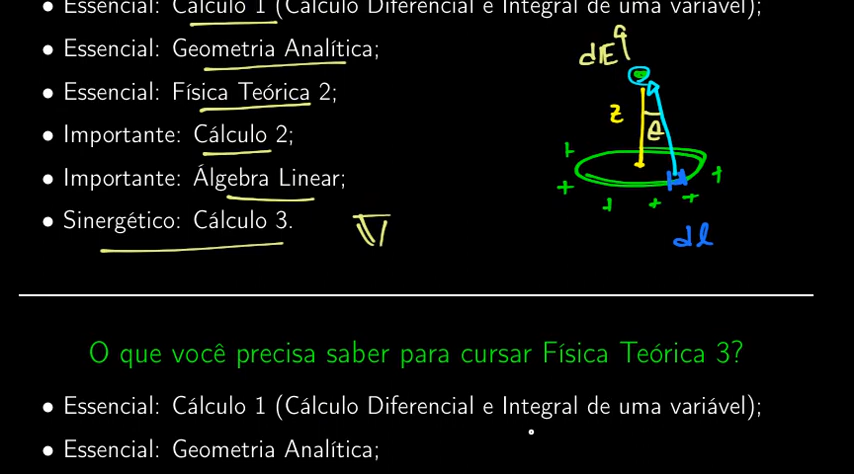 • Essencial: Cálculo 1 (Cálculo Diferencial e Integral de uma variável);
• Essencial: Geometria Analítica;
• Essencial: Física Teórica 2;
• Importante: Cálculo 2;
• Importante: Álgebra Linear;
• Sinergético: Cálculo 3.
∇
dE
z
θ
+ + + + + +
dl
O que você precisa saber para cursar Física Teórica 3?
• Essencial: Cálculo 1 (Cálculo Diferencial e Integral de uma variável);
• Essencial: Geometria Analítica;